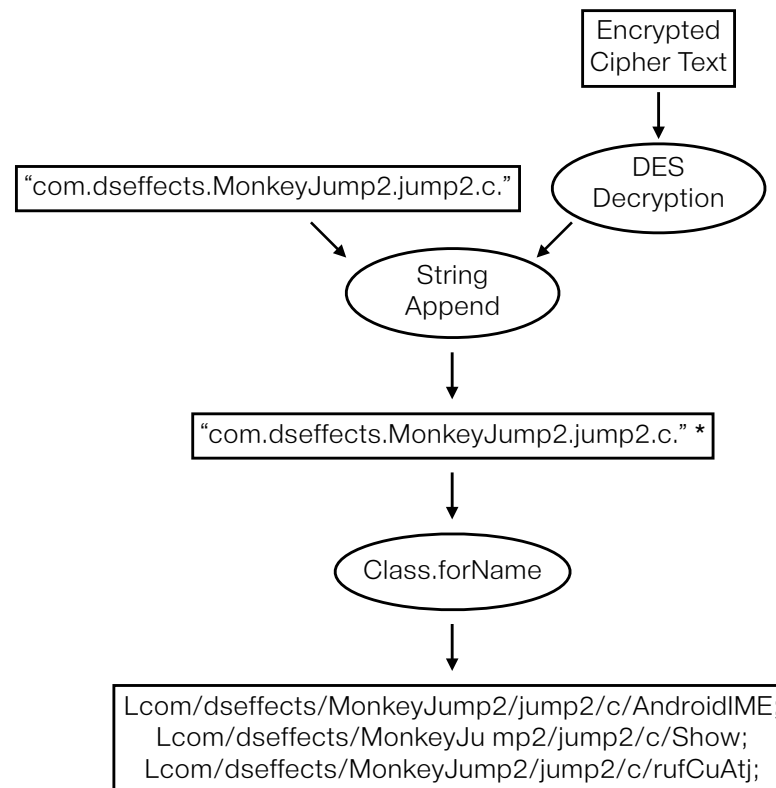 Encrypted
Cipher Text
DES
Decryption
“com.dseffects.MonkeyJump2.jump2.c.”
String
Append
“com.dseffects.MonkeyJump2.jump2.c.” *
Class.forName
Lcom/dseffects/MonkeyJump2/jump2/c/AndroidIME;
Lcom/dseffects/MonkeyJu mp2/jump2/c/Show;
Lcom/dseffects/MonkeyJump2/jump2/c/rufCuAtj;